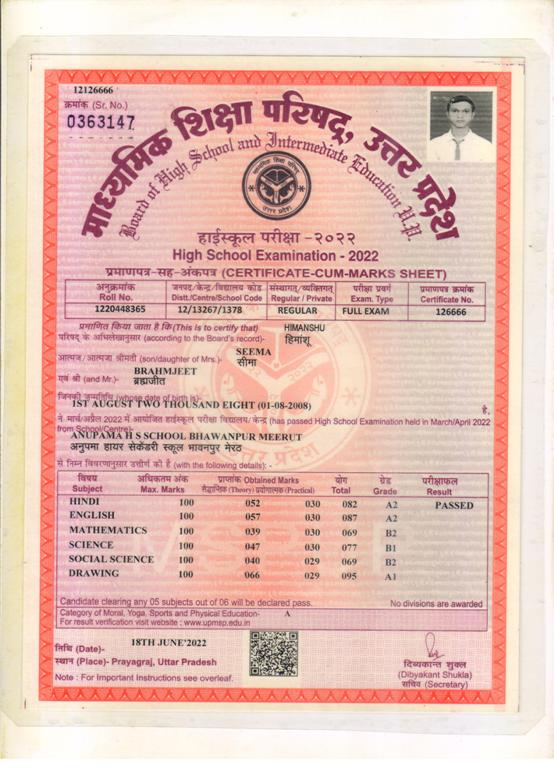 12126666
क्रमांक (Sr. No.)
0363147
माध्यमिक शिक्षा परिषद्, उत्तर प्रदेश
Board of High School and Intermediate Education U.P.
हाईस्कूल परीक्षा -२०२२
High School Examination - 2022
प्रमाणपत्र-सह-अंकपत्र (CERTIFICATE-CUM-MARKS SHEET)
अनुक्रमांक जनपद/केन्द्र/विद्यालय कोड संस्थागत/व्यक्तिगत परीक्षा प्रवर्ग प्रमाणपत्र क्रमांक
Roll No. Distt./Centre/School Code Regular / Private Exam. Type Certificate No.
1220448365 12/13267/1378 REGULAR FULL EXAM 126666
प्रमाणित किया जाता है कि(This is to certify that) HIMANSHU
परिषद् के अभिलेखानुसार (according to the Board's record)- हिमांशू
SEEMA
आत्मज/आत्मजा श्रीमती (son/daughter of Mrs.)- सीमा
BRAHMJEET
एवं श्री (and Mr.)- ब्रह्मजीत
जिनकी जन्मतिथि (whose date of birth is)-
1ST AUGUST TWO THOUSAND EIGHT (01-08-2008) है,
ने मार्च/अप्रैल 2022 में आयोजित हाईस्कूल परीक्षा विद्यालय/केन्द्र (has passed High School Examination held in March/April 2022
from School/Centre)-
ANUPAMA H S SCHOOL BHAWANPUR MEERUT
अनुपमा हायर सेकेंडरी स्कूल भावनपुर मेरठ
से निम्न विवरणानुसार उत्तीर्ण की है (with the following details): -
विषय अधिकतम अंक प्राप्तांक Obtained Marks योग ग्रेड परीक्षाफल
Subject Max. Marks सैद्धान्तिक (Theory) प्रयोगात्मक (Practical) Total Grade Result
HINDI 100 052 030 082 A2 PASSED
ENGLISH 100 057 030 087 A2
MATHEMATICS 100 039 030 069 B2
SCIENCE 100 047 030 077 B1
SOCIAL SCIENCE 100 040 029 069 B2
DRAWING 100 066 029 095 A1
Candidate clearing any 05 subjects out of 06 will be declared pass. No divisions are awarded
Category of Moral, Yoga, Sports and Physical Education- A
For result verification visit website : www.upmsp.edu.in
तिथि (Date)- 18TH JUNE'2022
स्थान (Place)- Prayagraj, Uttar Pradesh
दिव्यकान्त शुक्ल
(Dibyakant Shukla)
सचिव (Secretary)
Note : For Important Instructions see overleaf.